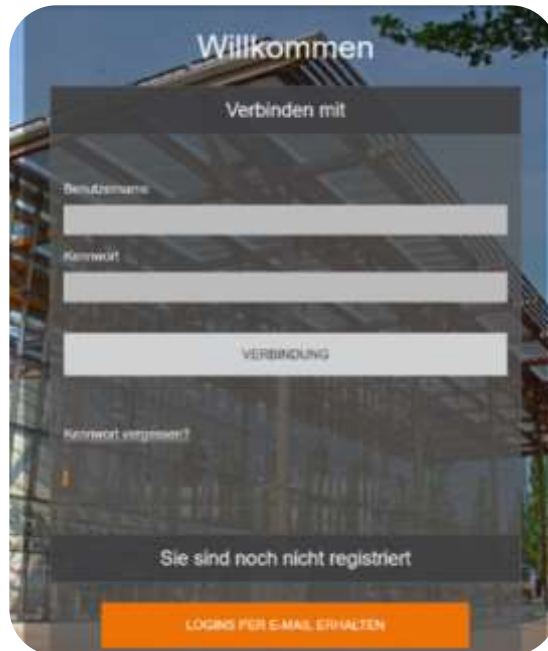 Willkommen
Verbinden mit
Benutzername
Kennwort
VERBINDUNG
Kennwort vergessen?
Sie sind noch nicht registriert
LOGINS PER E-MAIL ERHALTEN